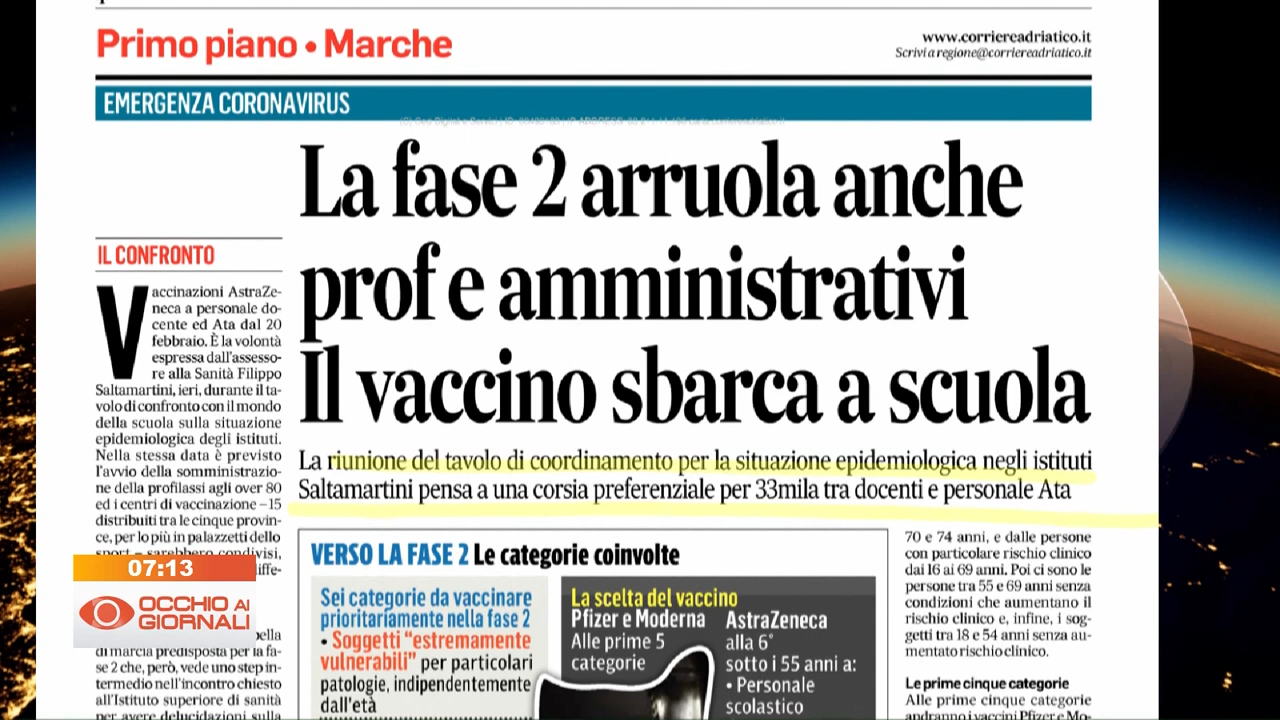 Primo piano • Marche
www.corriereadriatico.it
Scrivi a regione@corriereadriatico.it
EMERGENZA CORONAVIRUS
La fase 2 arruola anche
prof e amministrativi
Il vaccino sbarca a scuola
La riunione del tavolo di coordinamento per la situazione epidemiologica negli istituti
Saltamartini pensa a una corsia preferenziale per 33mila tra docenti e personale Ata
IL CONFRONTO
Vaccinazioni AstraZe-
neca a personale do-
cente ed Ata dal 20
febbraio. È la volontà
espressa dall'assesso-
re alla Sanità Filippo
Saltamartini, ieri, durante il ta-
volo di confronto con il mondo
della scuola sulla situazione
epidemiologica degli istituti.
Nella stessa data è previsto
l'avvio della somministrazio-
ne della profilassi agli over 80
ed i centri di vaccinazione – 15
distribuiti tra le cinque provin-
ce, per lo più in palazzetti dello
sport – sarebbero condivisi,
07:13
OCCHIO AI
GIORNALI
di marcia predisposta per la fa-
se 2 che, però, vede uno step in-
termedio nell'incontro chiesto
all'Istituto superiore di sanità
per avere delucidazioni sulla
VERSO LA FASE 2 Le categorie coinvolte
Sei categorie da vaccinare
prioritariamente nella fase 2
• Soggetti "estremamente
vulnerabili" per particolari
patologie, indipendentemente
dall'età
La scelta del vaccino
Pfizer e Moderna
Alle prime 5
categorie
AstraZeneca
alla 6°
sotto i 55 anni a:
• Personale
scolastico
70 e 74 anni, e dalle persone
con particolare rischio clinico
dai 16 ai 69 anni. Poi ci sono le
persone tra 55 e 69 anni senza
condizioni che aumentano il
rischio clinico e, infine, i sog-
getti tra 18 e 54 anni senza au-
mentato rischio clinico.
Le prime cinque categorie
Alle prime cinque categorie
andranno i vaccini Pfizer e Mo-